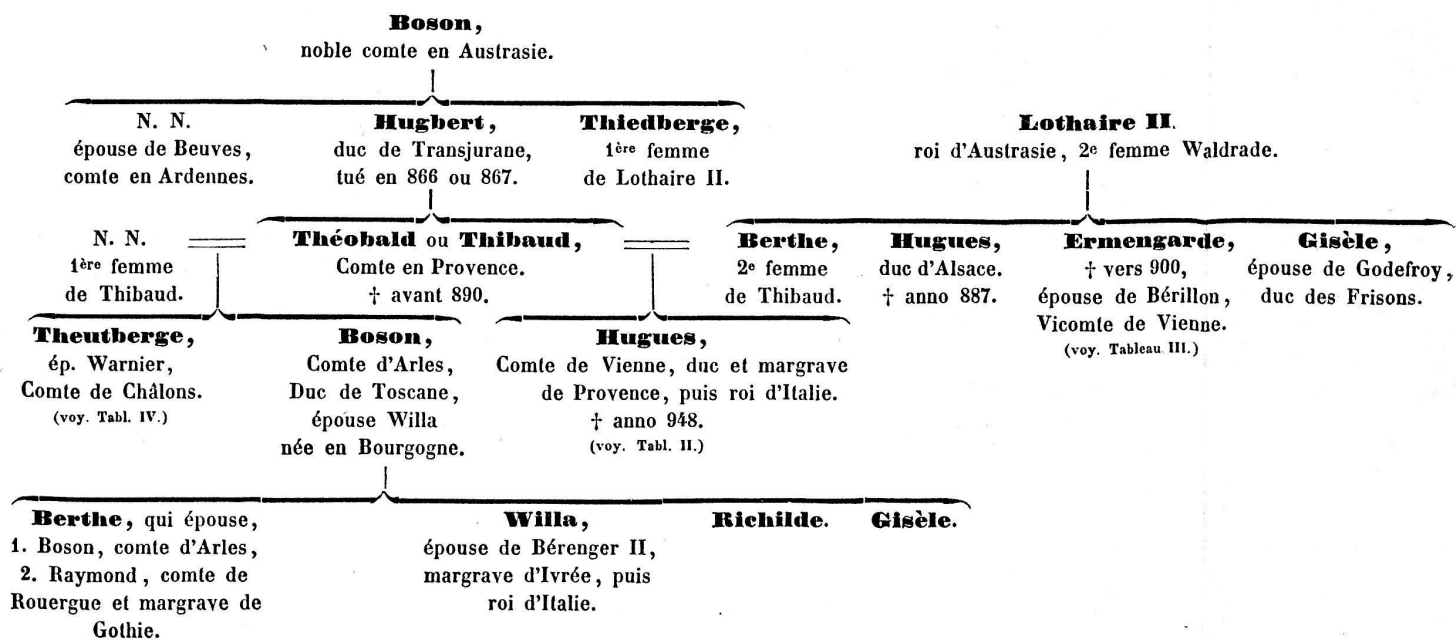 Boson,
noble comte en Austrasie.
N. N.
épouse de Beuves,
comte en Ardennes.
Hugbert,
duc de Transjurane,
tué en 866 ou 867.
Thiedberge,
1ère femme
de Lothaire II.
Lothaire II.
roi d'Austrasie, 2e femme Waldrade.
N. N.
1ère femme
de Thibaud.
Théobald ou Thibaud,
Comte en Provence.
† avant 890.
Berthe,
2e femme
de Thibaud.
Hugues,
duc d'Alsace.
† anno 887.
Ermengarde,
† vers 900,
épouse de Bérillon,
Vicomte de Vienne.
(voy. Tableau III.)
Gisèle,
épouse de Godefroy,
duc des Frisons.
Theutberge,
ép. Warnier,
Comte de Châlons.
(voy. Tabl. IV.)
Boson,
Comte d'Arles,
Duc de Toscane,
épouse Willa
née en Bourgogne.
Hugues,
Comte de Vienne, duc et margrave
de Provence, puis roi d'Italie.
† anno 948.
(voy. Tabl. II.)
Berthe, qui épouse,
1. Boson, comte d'Arles,
2. Raymond, comte de
Rouergue et margrave de
Gothie.
Willa,
épouse de Bérenger II,
margrave d'Ivrée, puis
roi d'Italie.
Richilde.
Gisèle.